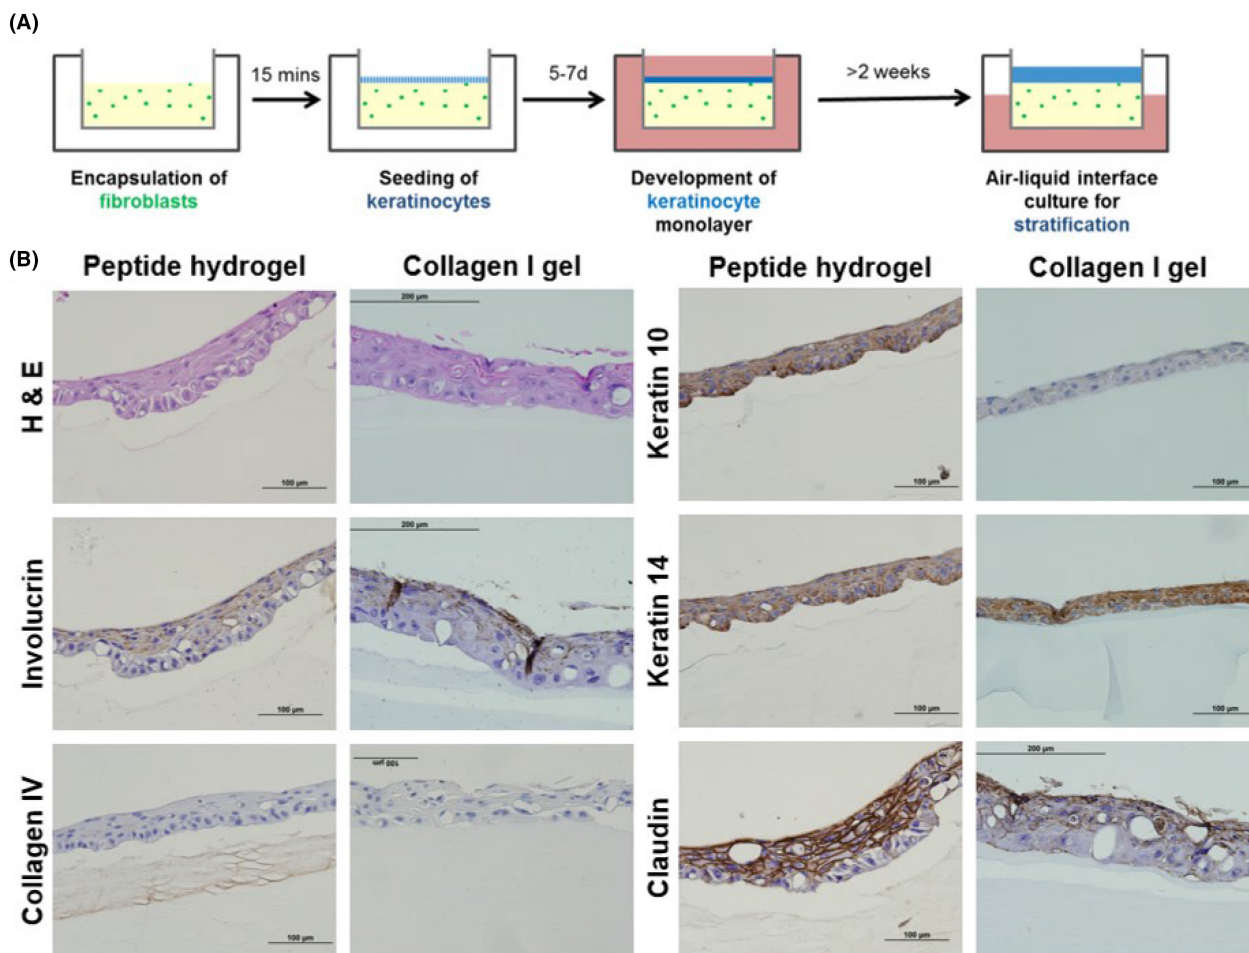 (A)
15 mins
5-7d
>2 weeks
Encapsulation of
fibroblasts
Seeding of
keratinocytes
Development of
keratinocyte
monolayer
Air-liquid interface
culture for
stratification
(B)
Peptide hydrogel
Collagen I gel
Peptide hydrogel
Collagen I gel
H & E
100 µm
200 µm
Keratin 10
100 µm
100 µm
Involucrin
100 µm
200 µm
Keratin 14
100 µm
100 µm
Collagen IV
100 µm
100 µm
Claudin
100 µm
200 µm